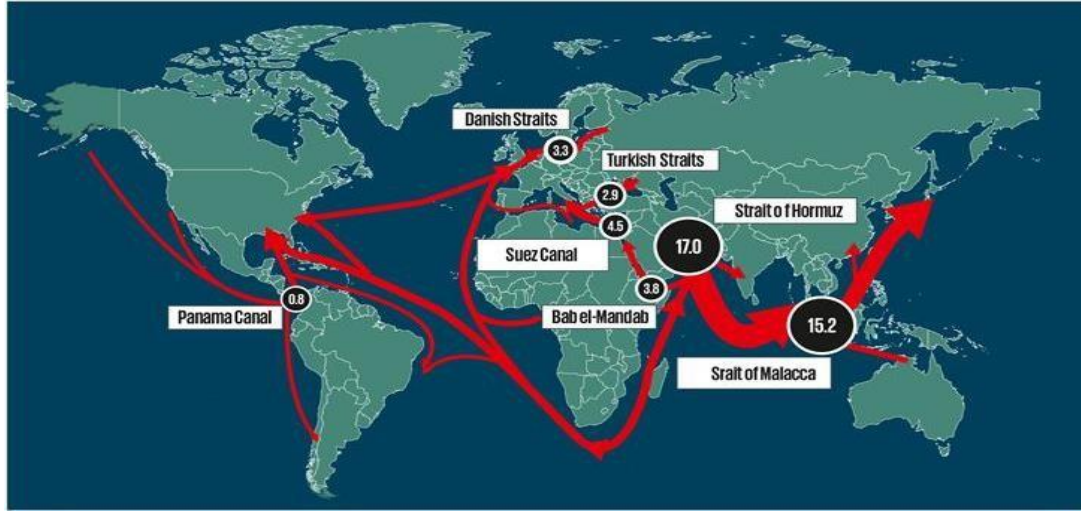 Danish Straits
3.3
Turkish Straits
2.9
Strait of Hormuz
4.5
17.0
Suez Canal
3.8
0.8
Panama Canal
Bab el-Mandab
15.2
Srait of Malacca